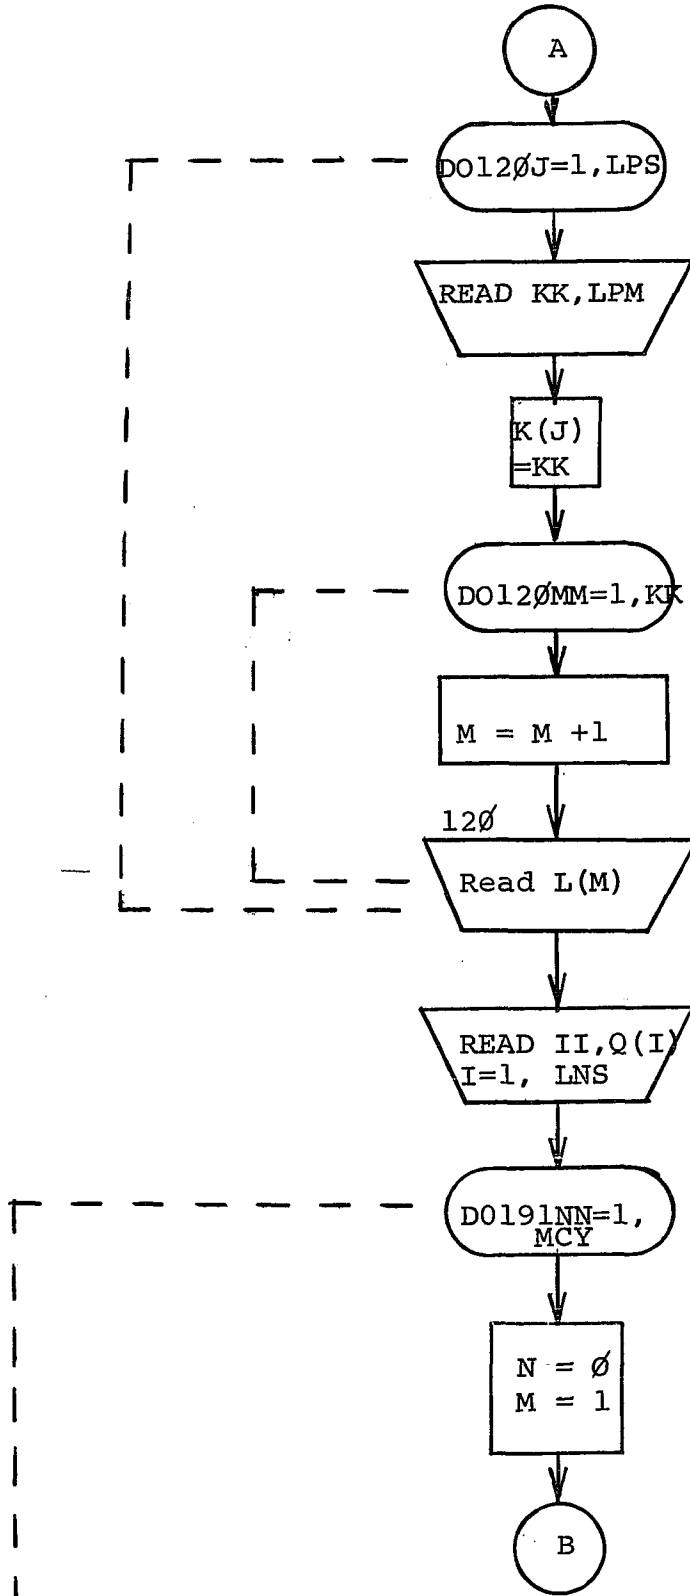 A
DO12ØJ=1,LPS
READ KK,LPM
K(J)
=KK
DO12ØMM=1,KK
M = M +1
12Ø
Read L(M)
READ II,Q(I)
I=1, LNS
DO191NN=1,
MCY
N = Ø
M = 1
B